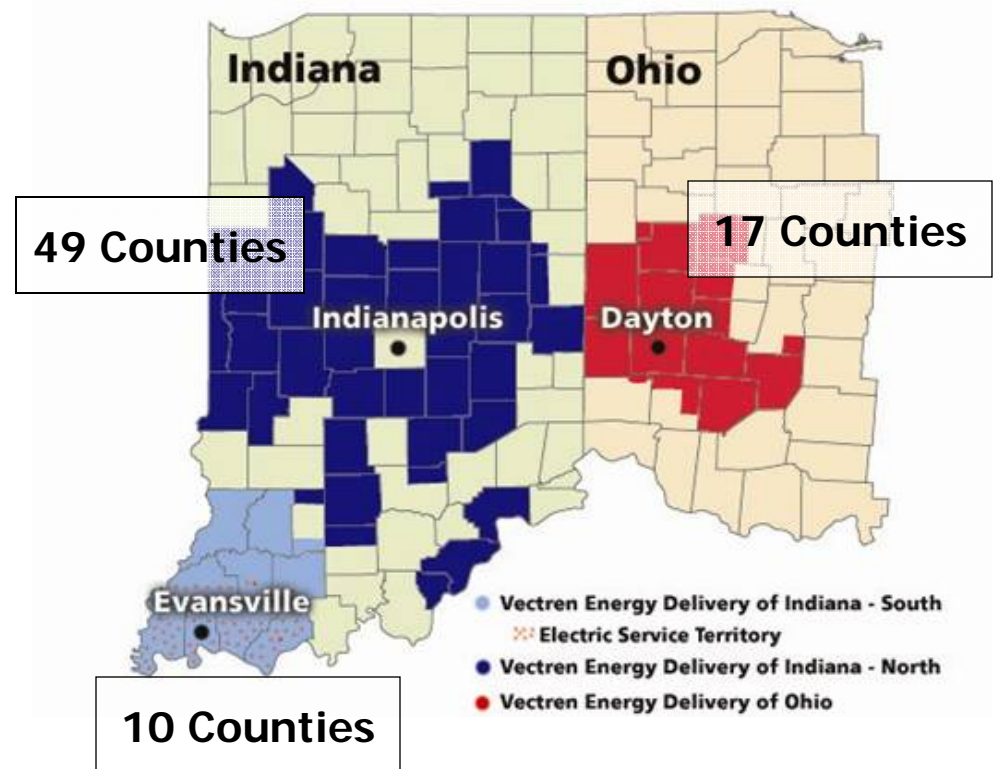 Indiana
Ohio
49 Counties
17 Counties
Indianapolis
Dayton
Evansville
Vectren Energy Delivery of Indiana - South
Electric Service Territory
Vectren Energy Delivery of Indiana - North
Vectren Energy Delivery of Ohio
10 Counties